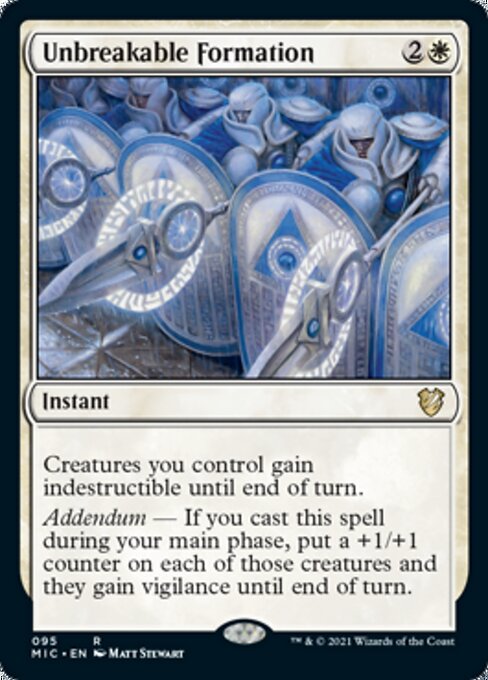 Unbreakable Formation 2
Instant
Creatures you control gain
indestructible until end of turn.
Addendum — If you cast this spell
during your main phase, put a +1/+1
counter on each of those creatures and
they gain vigilance until end of turn.
095 R
MIC • EN Matt Stewart
™ & © 2021 Wizards of the Coast